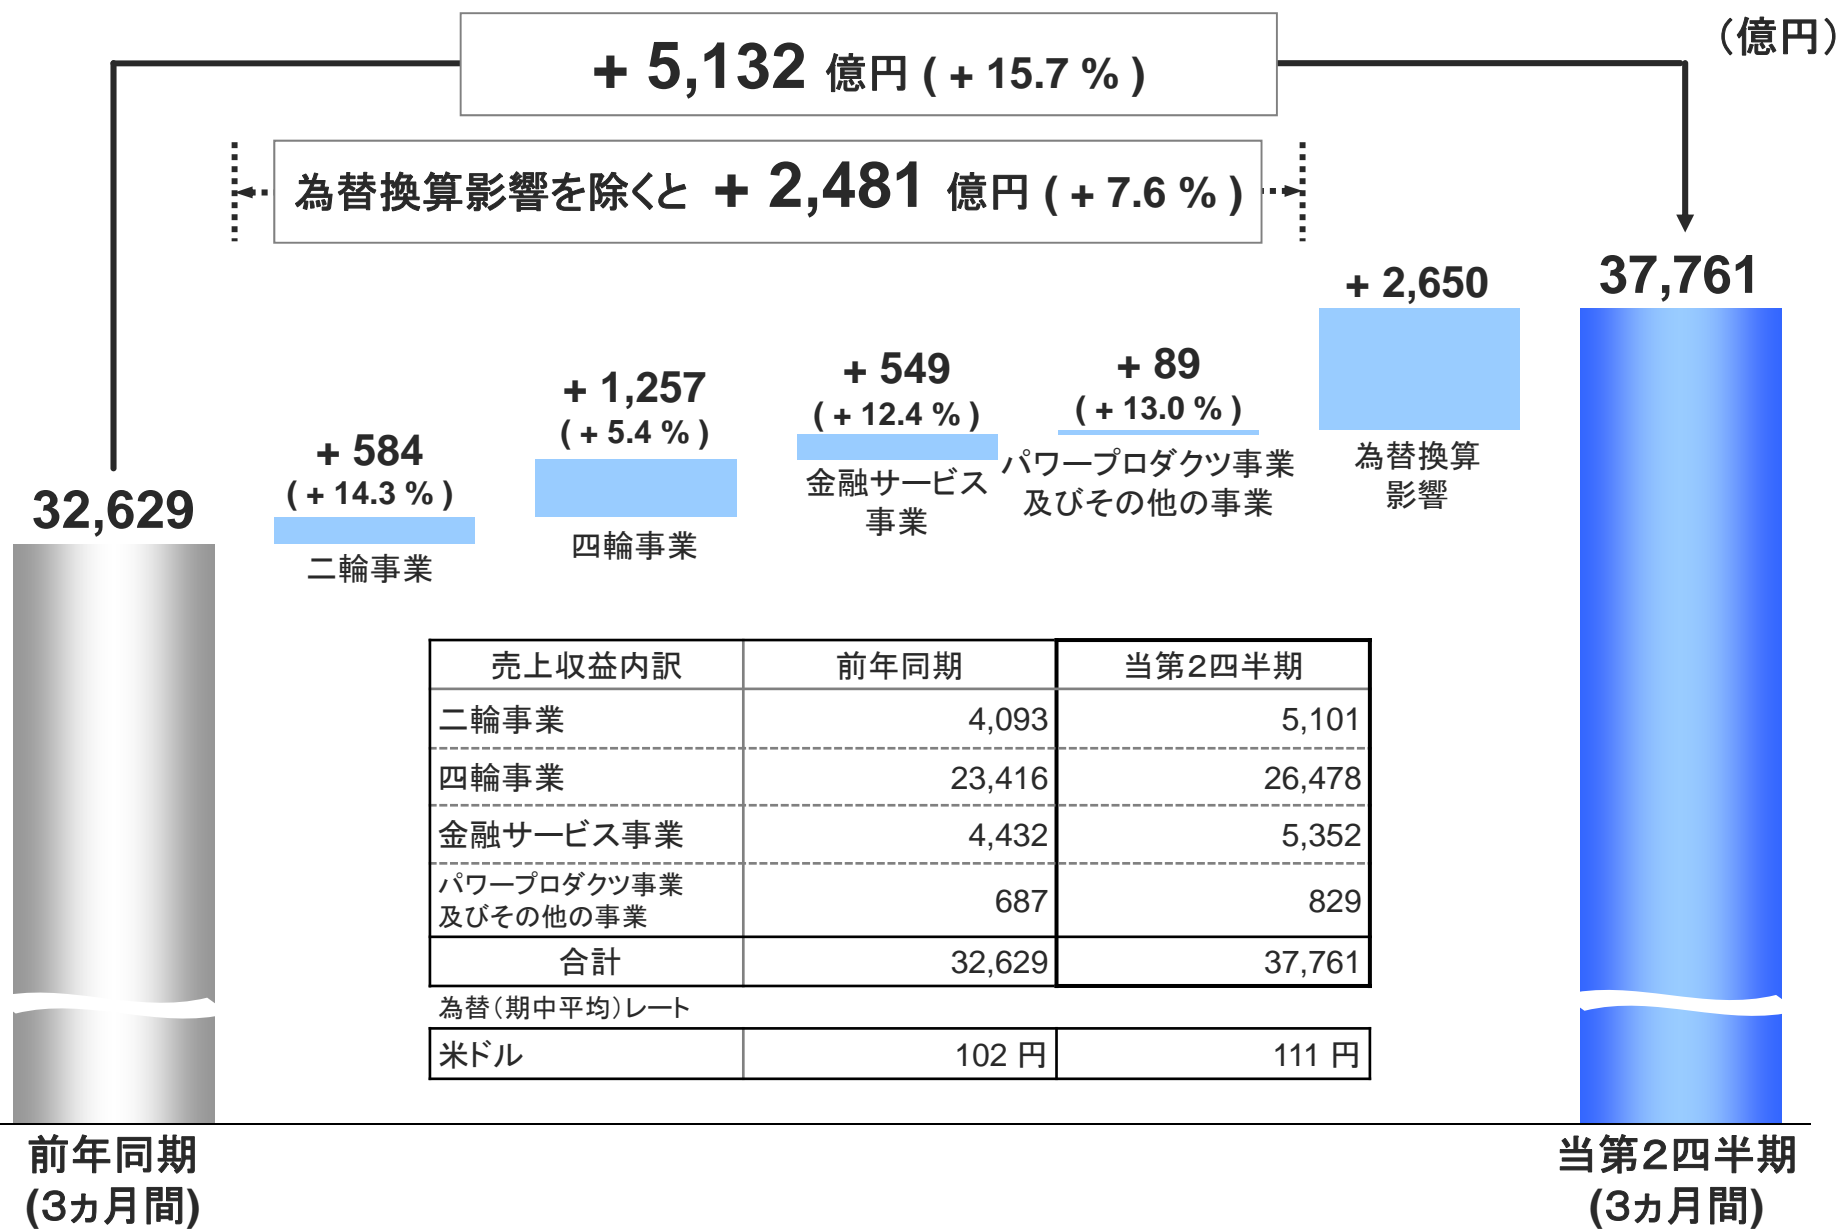 （億円）
+ 5,132 億円 ( + 15.7 % )
為替換算影響を除くと + 2,481 億円 ( + 7.6 % )
32,629
+ 584
( + 14.3 % )
二輪事業
+ 1,257
( + 5.4 % )
四輪事業
+ 549
( + 12.4 % )
金融サービス
事業
+ 89
( + 13.0 % )
パワープロダクツ事業
及びその他の事業
+ 2,650
為替換算
影響
37,761
売上収益内訳 前年同期 当第２四半期
二輪事業 4,093 5,101
四輪事業 23,416 26,478
金融サービス事業 4,432 5,352
パワープロダクツ事業
及びその他の事業 687 829
合計 32,629 37,761
為替（期中平均）レート
米ドル 102 円 111 円
前年同期
(３ヵ月間)
当第２四半期
(３ヵ月間)